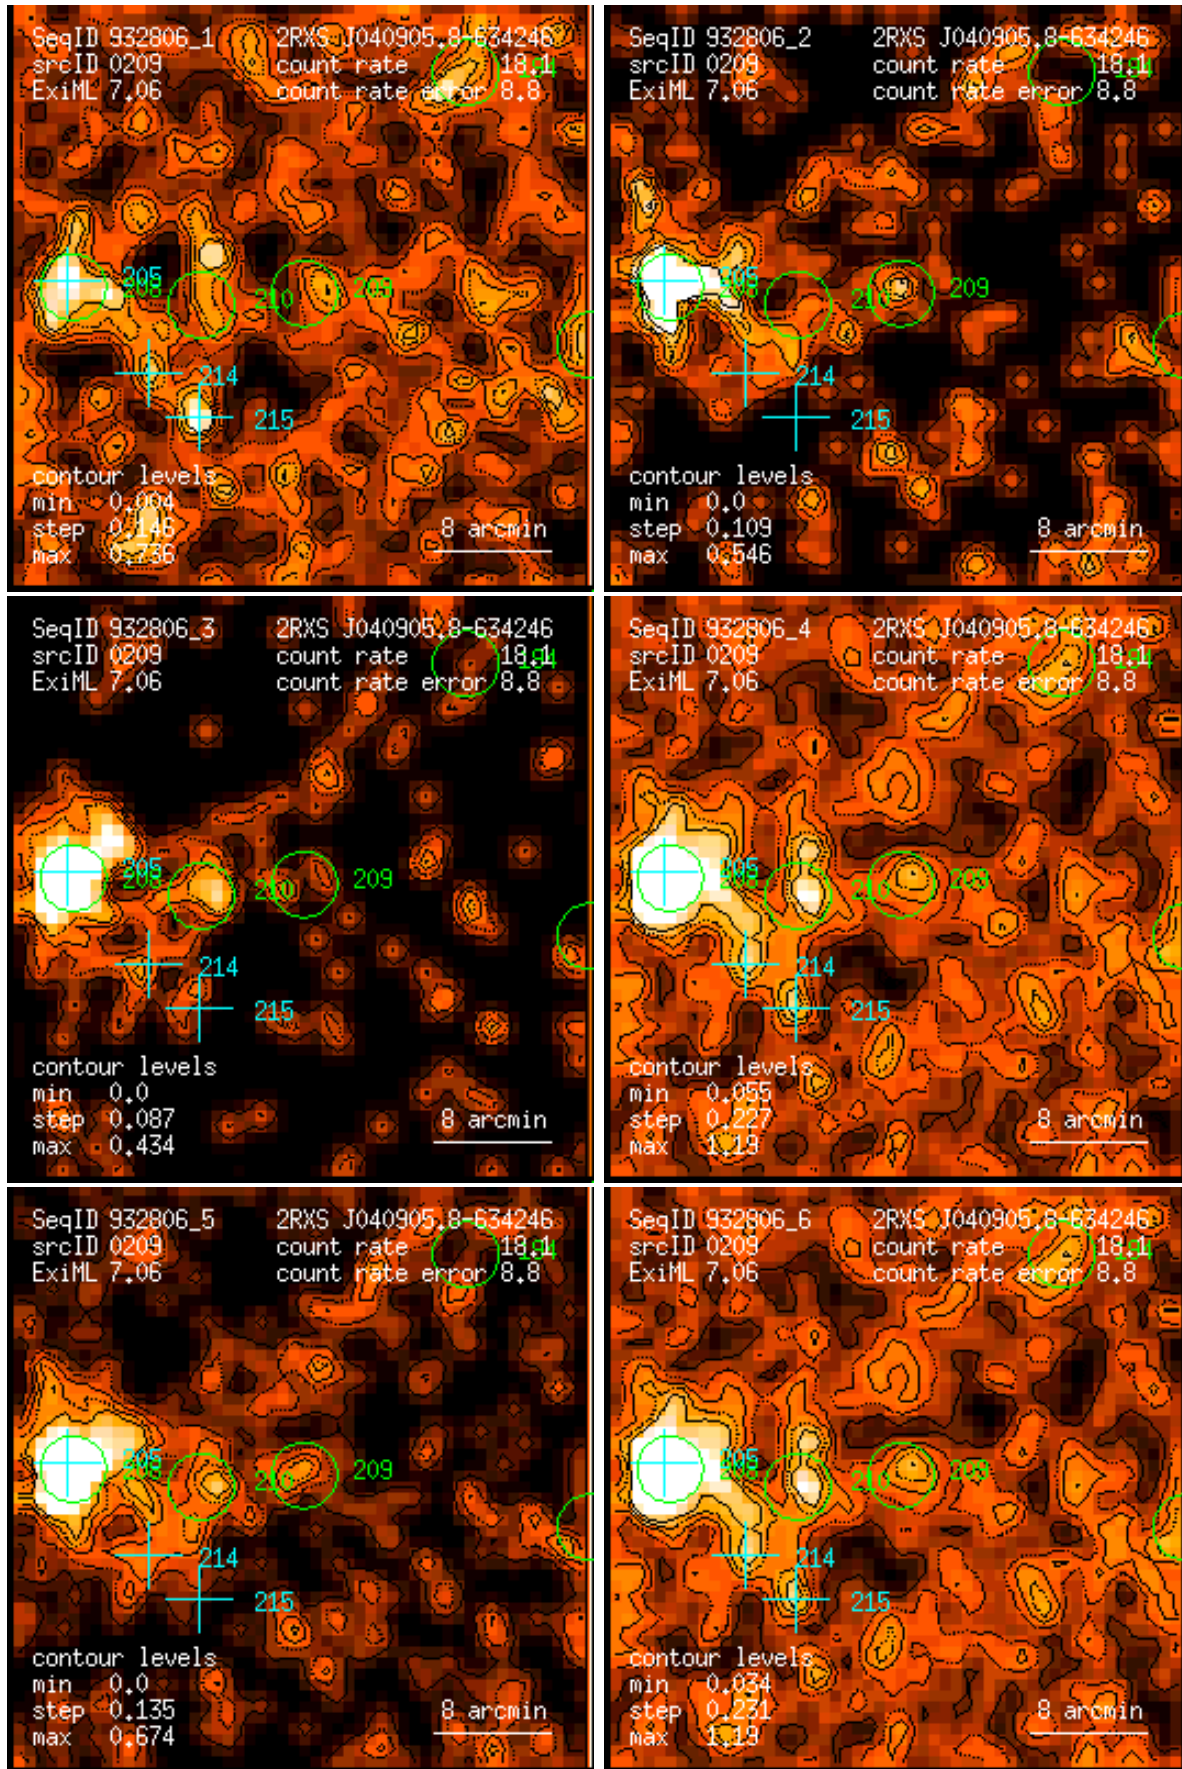 SeqID 932806_1 2RXS J040905.8-634246
srcID 0209 count rate 18.1 194
ExiML 7.06 count rate error 8.8
205
208 210 209
214
215
contour levels
min 0.004
step 0.146 8 arcmin
max 0.736
SeqID 932806_2 2RXS J040905.8-634246
srcID 0209 count rate 18.1 194
ExiML 7.06 count rate error 8.8
205
208 210 209
214
215
contour levels
min 0.0
step 0.109 8 arcmin
max 0.546
SeqID 932806_3 2RXS J040905.8-634246
srcID 0209 count rate 18.1 194
ExiML 7.06 count rate error 8.8
205
208 210 209
214
215
contour levels
min 0.0
step 0.087 8 arcmin
max 0.434
SeqID 932806_4 2RXS J040905.8-634246
srcID 0209 count rate 18.1 194
ExiML 7.06 count rate error 8.8
205
208 210 209
214
215
contour levels
min 0.055
step 0.227 8 arcmin
max 1.19
SeqID 932806_5 2RXS J040905.8-634246
srcID 0209 count rate 18.1 194
ExiML 7.06 count rate error 8.8
205
208 210 209
214
215
contour levels
min 0.0
step 0.135 8 arcmin
max 0.674
SeqID 932806_6 2RXS J040905.8-634246
srcID 0209 count rate 18.1 194
ExiML 7.06 count rate error 8.8
205
208 210 209
214
215
contour levels
min 0.034
step 0.231 8 arcmin
max 1.19